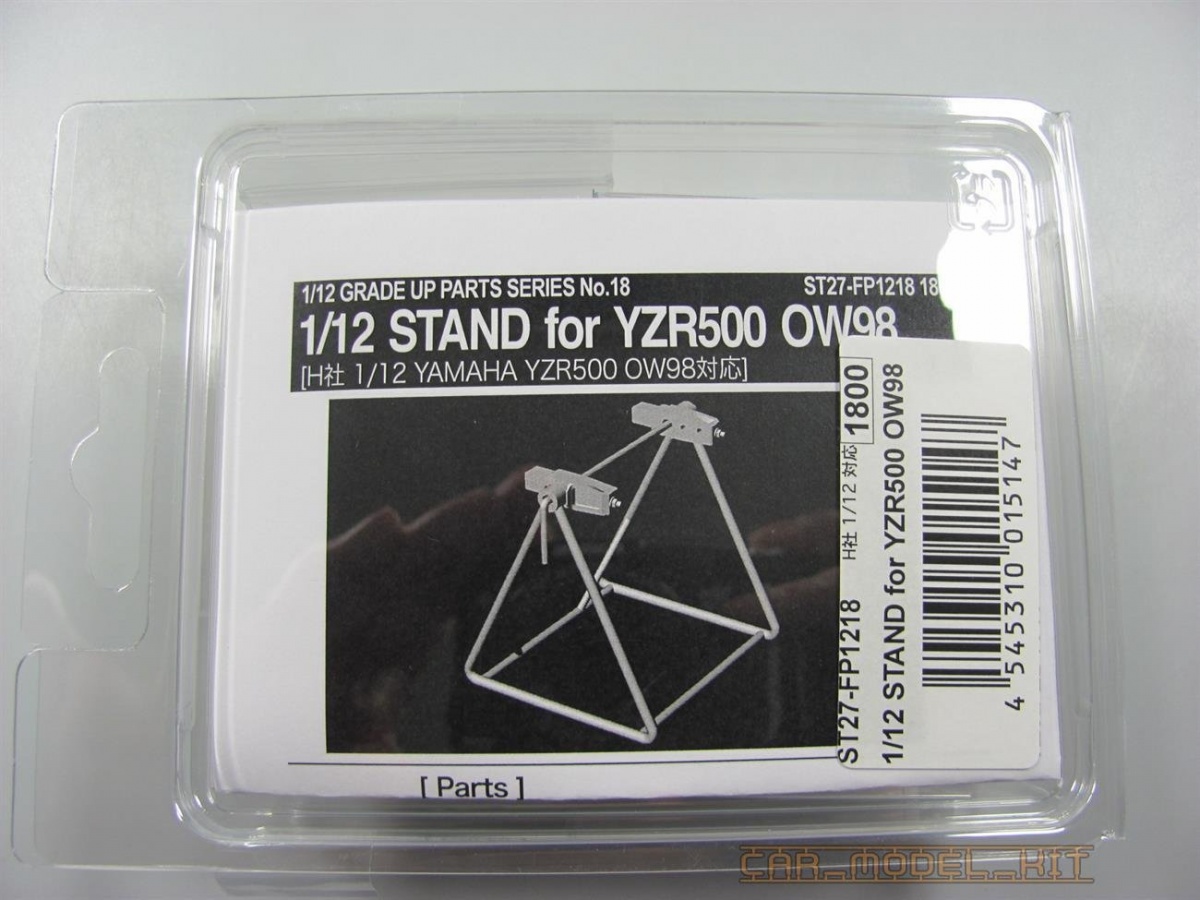 1/12 GRADE UP PARTS SERIES No.18
ST27-FP1218 18
1/12 STAND for YZR500 OW98
[H社 1/12 YAMAHA YZR500 OW98対応]
[ Parts ]
ST27-FP1218 H社 1/12 対応 1800
1/12 STAND for YZR500 OW98
4 545310 015147
CAR_MODEL_KIT